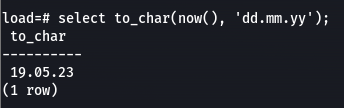 load=# select to_char(now(), 'dd.mm.yy');
to_char
----------
19.05.23
(1 row)